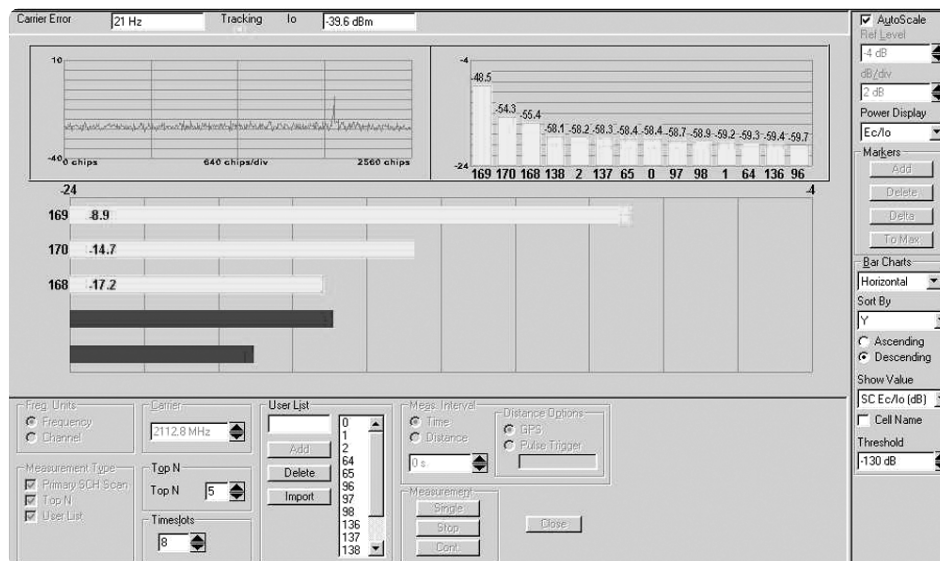 Carrier Error 21 Hz Tracking Io -39.6 dBm
10
-40
0 chips 640 chips/div 2560 chips
-4
-48.5 -54.3 -55.4 -58.1 -58.2 -58.3 -58.4 -58.4 -58.7 -58.9 -59.2 -59.3 -59.4 -59.7
-24
169 170 168 138 2 137 65 0 97 98 1 64 136 96
-24 -4
169 -8.9
170 -14.7
168 -17.2
AutoScale
Ref Level
-4 dB
dB/div
2 dB
Power Display
Ec/Io
Markers
Add
Delete
Delta
To Max
Bar Charts
Horizontal
Sort By
Y
Ascending
Descending
Show Value
SC Ec/Io (dB)
Cell Name
Threshold
-130 dB
Freq. Units
Frequency
Channel
Measurement Type
Primary SCH Scan
Top N
User List
Carrier
2112.8 MHz
Top N
Top N 5
Timeslots
8
User List
Add
Delete
Import
0
1
2
64
65
96
97
98
136
137
138
Meas. Interval
Time
Distance
0 s
Distance Options
GPS
Pulse Trigger
Measurement
Single
Stop
Cont.
Close